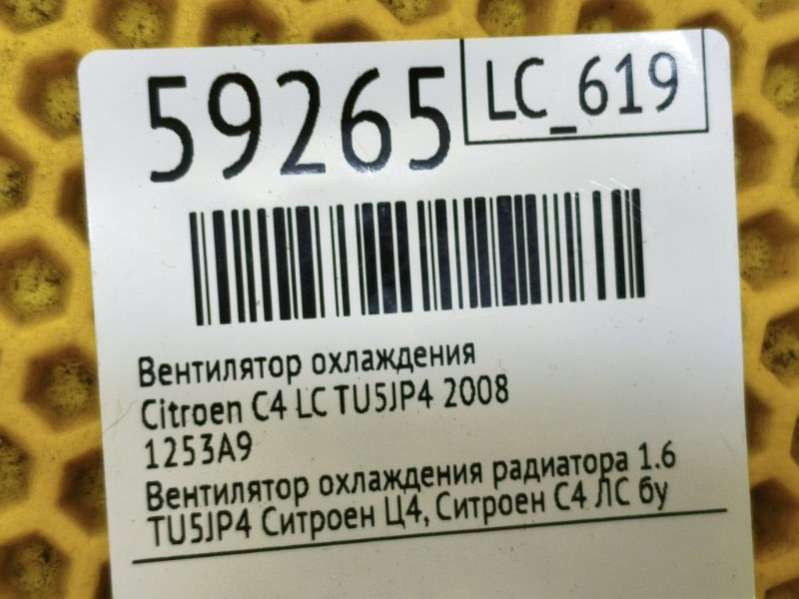 59265
LC_619
Вентилятор охлаждения
Citroen C4 LC TU5JP4 2008
1253A9
Вентилятор охлаждения радиатора 1.6
TU5JP4 Ситроен Ц4, Ситроен С4 ЛС бу